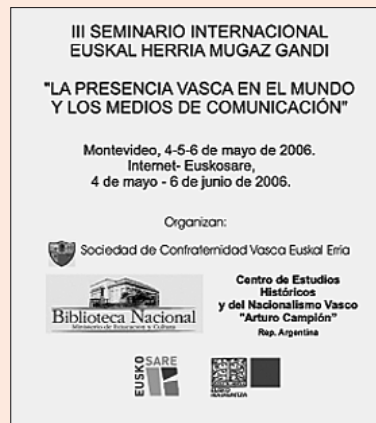 III SEMINARIO INTERNACIONAL
EUSKAL HERRIA MUGAZ GANDI
"LA PRESENCIA VASCA EN EL MUNDO
Y LOS MEDIOS DE COMUNICACIÓN"
Montevideo, 4-5-6 de mayo de 2006.
Internet- Euskosare,
4 de mayo - 6 de junio de 2006.
Organizan:
Sociedad de Confraternidad Vasca Euskal Erria
Biblioteca Nacional
Ministerio de Educación y Cultura
Centro de Estudios
Históricos
y del Nacionalismo Vasco
"Arturo Campión"
Rep. Argentina
EUSKO
SARE